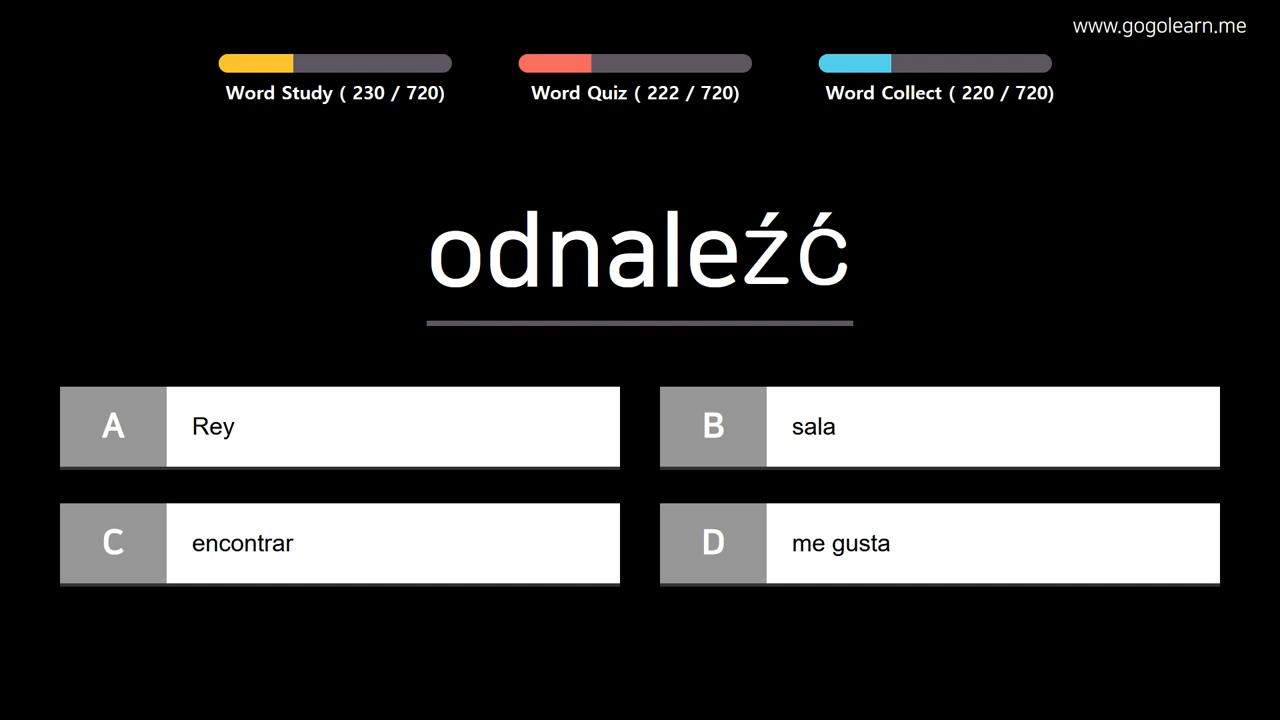 www.gogolearn.me
Word Study ( 230 / 720)
Word Quiz ( 222 / 720)
Word Collect ( 220 / 720)
odnaleźć
A
Rey
B
sala
C
encontrar
D
me gusta